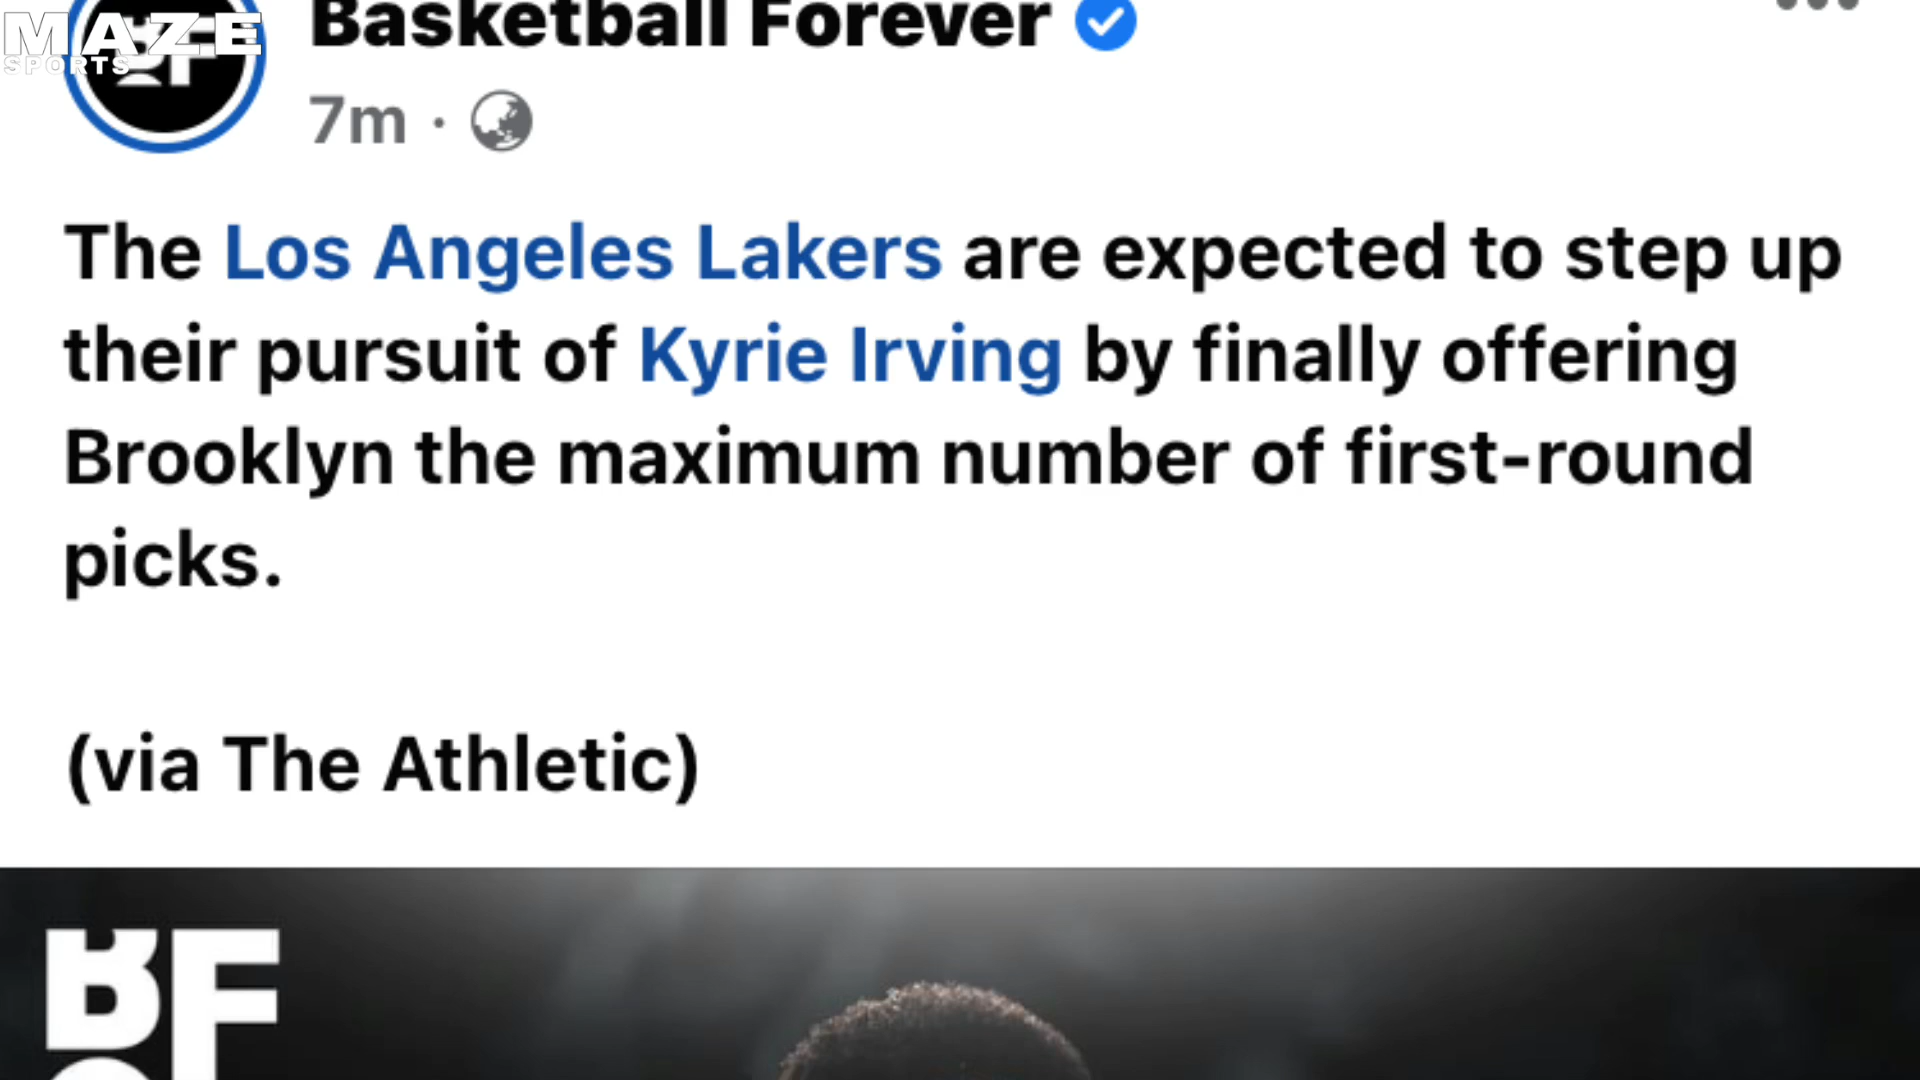 MAZE
SPORTS
BF
Basketball Forever
7m ·
The Los Angeles Lakers are expected to step up
their pursuit of Kyrie Irving by finally offering
Brooklyn the maximum number of first-round
picks.
(via The Athletic)
BF